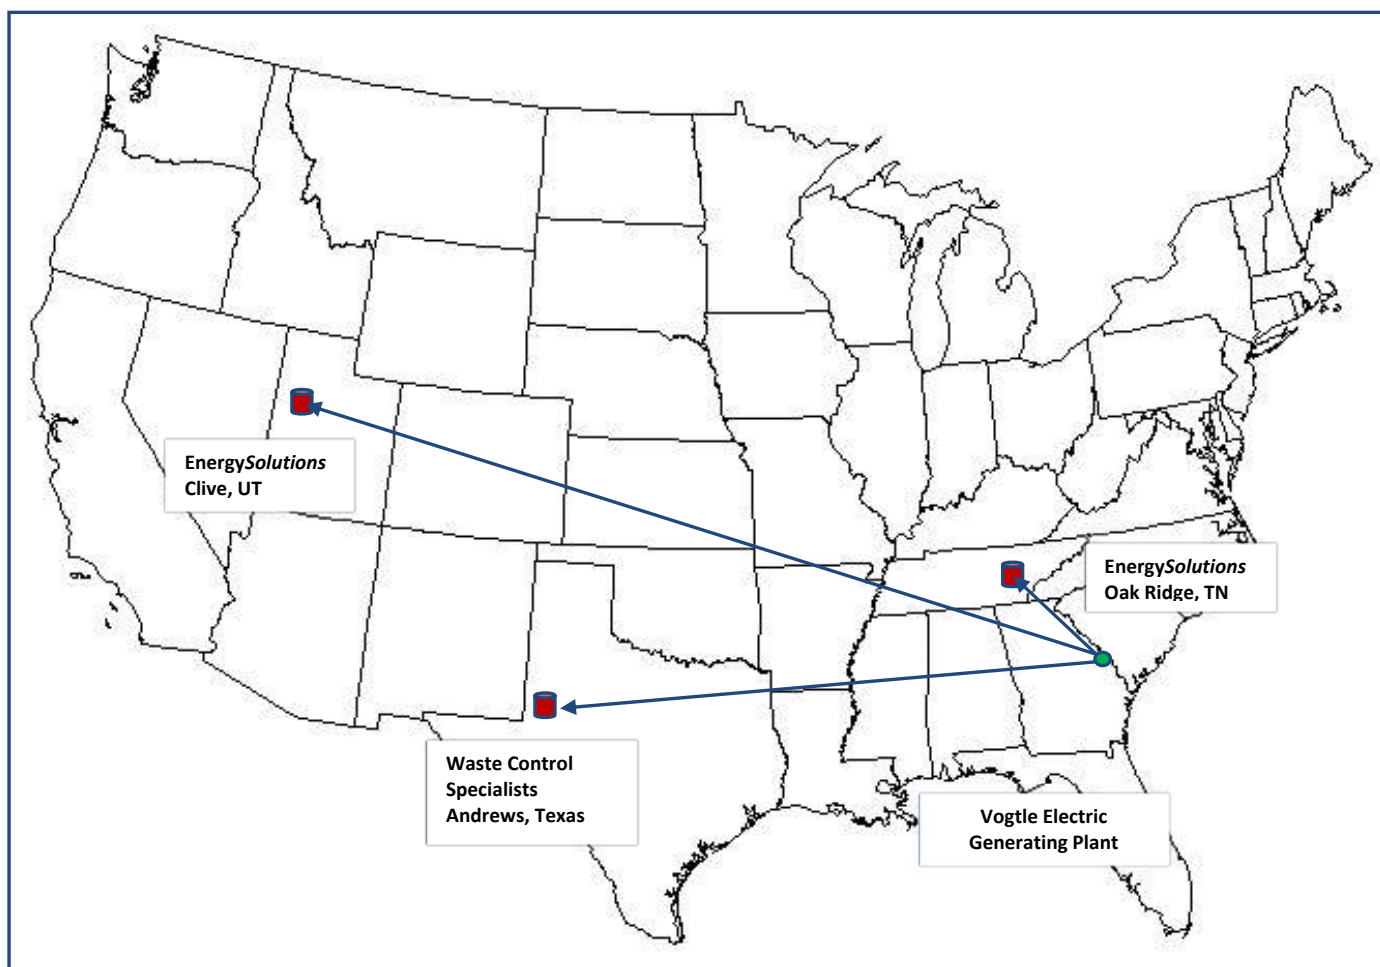 EnergySolutions
Clive, UT
EnergySolutions
Oak Ridge, TN
Waste Control
Specialists
Andrews, Texas
Vogtle Electric
Generating Plant